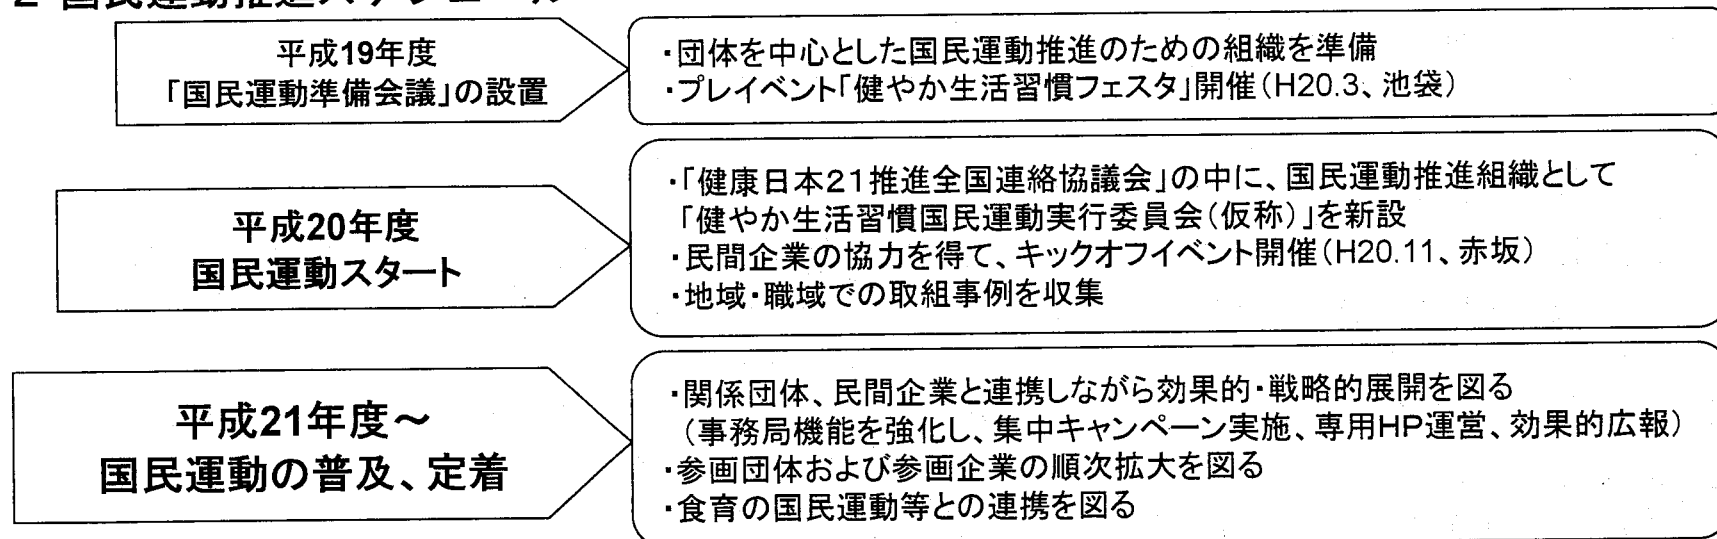 2 国民運動推進スケジュール
平成19年度
「国民運動準備会議」の設置
・団体を中心とした国民運動推進のための組織を準備
・プレイベント「健やか生活習慣フェスタ」開催(H20.3、池袋)
平成20年度
国民運動スタート
・「健康日本21推進全国連絡協議会」の中に、国民運動推進組織として
「健やか生活習慣国民運動実行委員会(仮称)」を新設
・民間企業の協力を得て、キックオフイベント開催(H20.11、赤坂)
・地域・職域での取組事例を収集
平成21年度~
国民運動の普及、定着
・関係団体、民間企業と連携しながら効果的・戦略的展開を図る
(事務局機能を強化し、集中キャンペーン実施、専用HP運営、効果的広報)
・参画団体および参画企業の順次拡大を図る
・食育の国民運動等との連携を図る